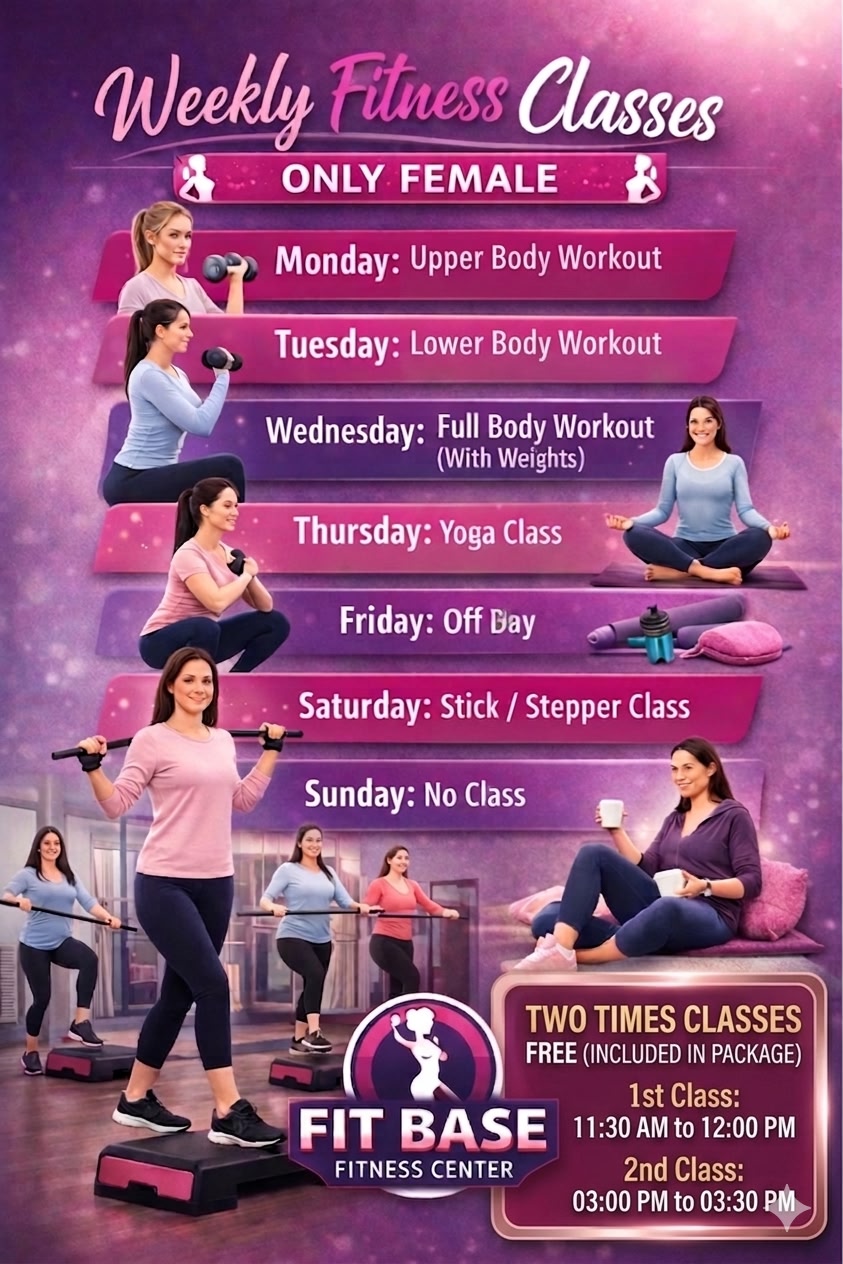 Weekly Fitness Classes
ONLY FEMALE
Monday: Upper Body Workout
Tuesday: Lower Body Workout
Wednesday: Full Body Workout
(With Weights)
Thursday: Yoga Class
Friday: Off Day
Saturday: Stick / Stepper Class
Sunday: No Class
TWO TIMES CLASSES
FREE (INCLUDED IN PACKAGE)
1st Class:
11:30 AM to 12:00 PM
2nd Class:
03:00 PM to 03:30 PM
FIT BASE
FITNESS CENTER